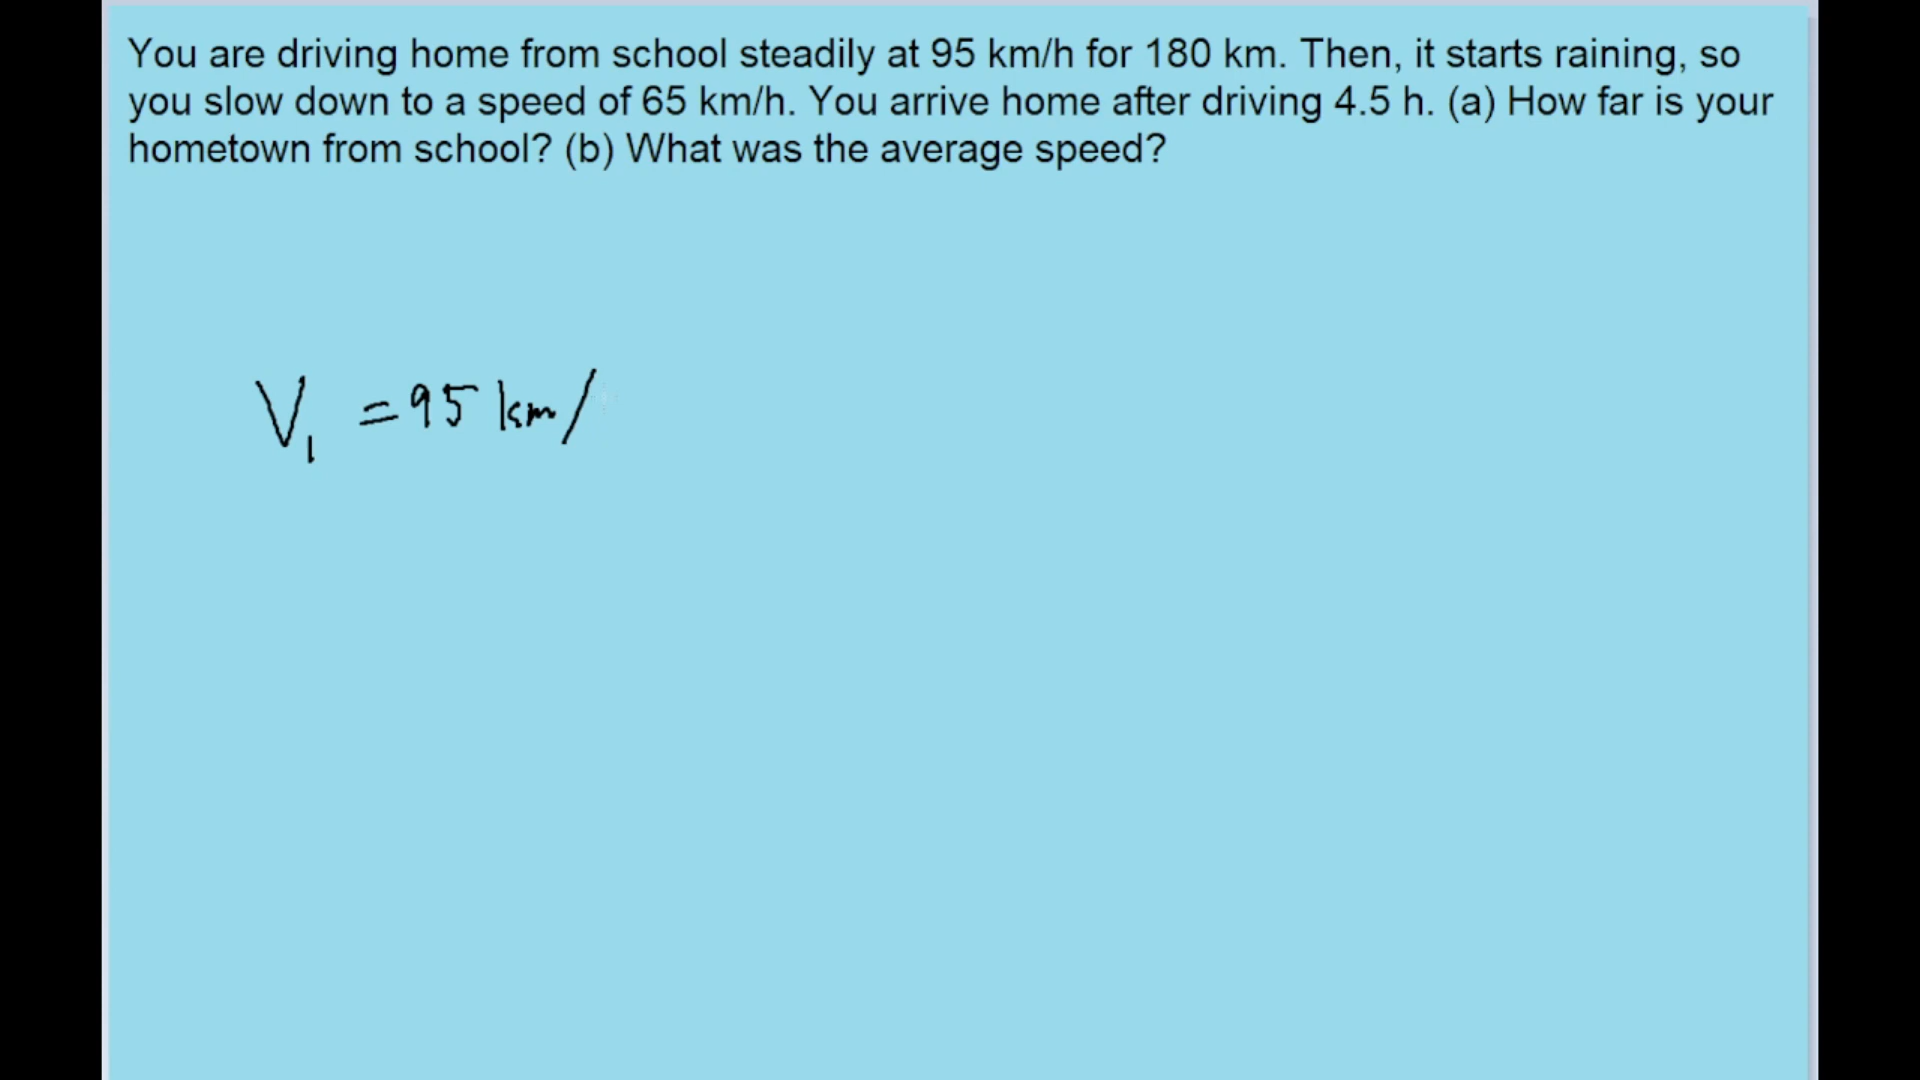 You are driving home from school steadily at 95 km/h for 180 km. Then, it starts raining, so
you slow down to a speed of 65 km/h. You arrive home after driving 4.5 h. (a) How far is your
hometown from school? (b) What was the average speed?
V₁ = 95 km/